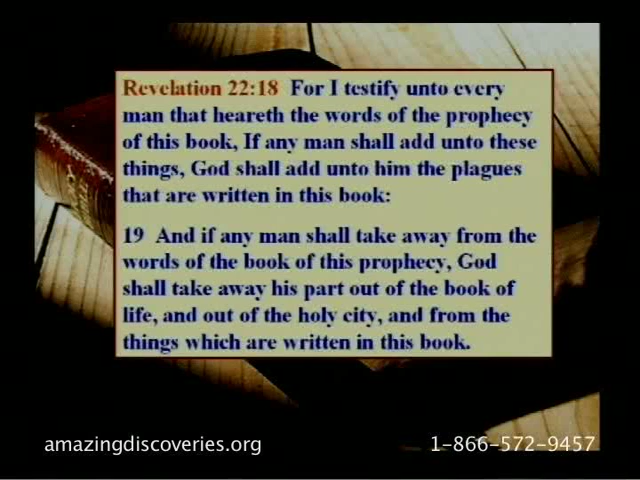 Revelation 22:18 For I testify unto every
man that heareth the words of the prophecy
of this book, If any man shall add unto these
things, God shall add unto him the plagues
that are written in this book:
19 And if any man shall take away from the
words of the book of this prophecy, God
shall take away his part out of the book of
life, and out of the holy city, and from the
things which are written in this book.
amazingdiscoveries.org
1-866-572-9457